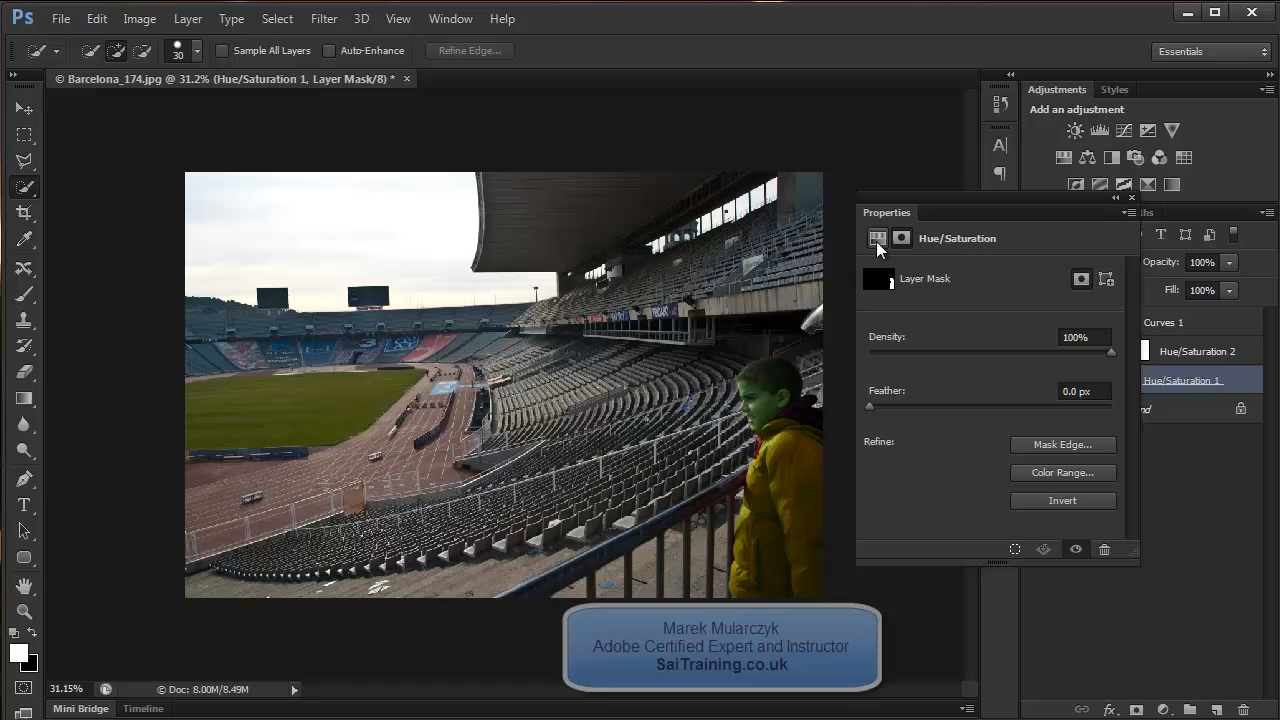 Ps File Edit Image Layer Type Select Filter 3D View Window Help
30 Sample All Layers Auto-Enhance Refine Edge... Essentials
© Barcelona_174.jpg @ 31.2% (Hue/Saturation 1, Layer Mask/8) * ×
Adjustments Styles
Add an adjustment
Properties
Hue/Saturation
Layer Mask
Density: 100%
Feather: 0.0 px
Refine: Mask Edge...
Color Range...
Invert
ths
Opacity: 100%
Fill: 100%
Curves 1
Hue/Saturation 2
Hue/Saturation 1
nd
Marek Mularczyk
Adobe Certified Expert and Instructor
SaiTraining.co.uk
31.15% © Doc: 8.00M/8.49M
Mini Bridge Timeline